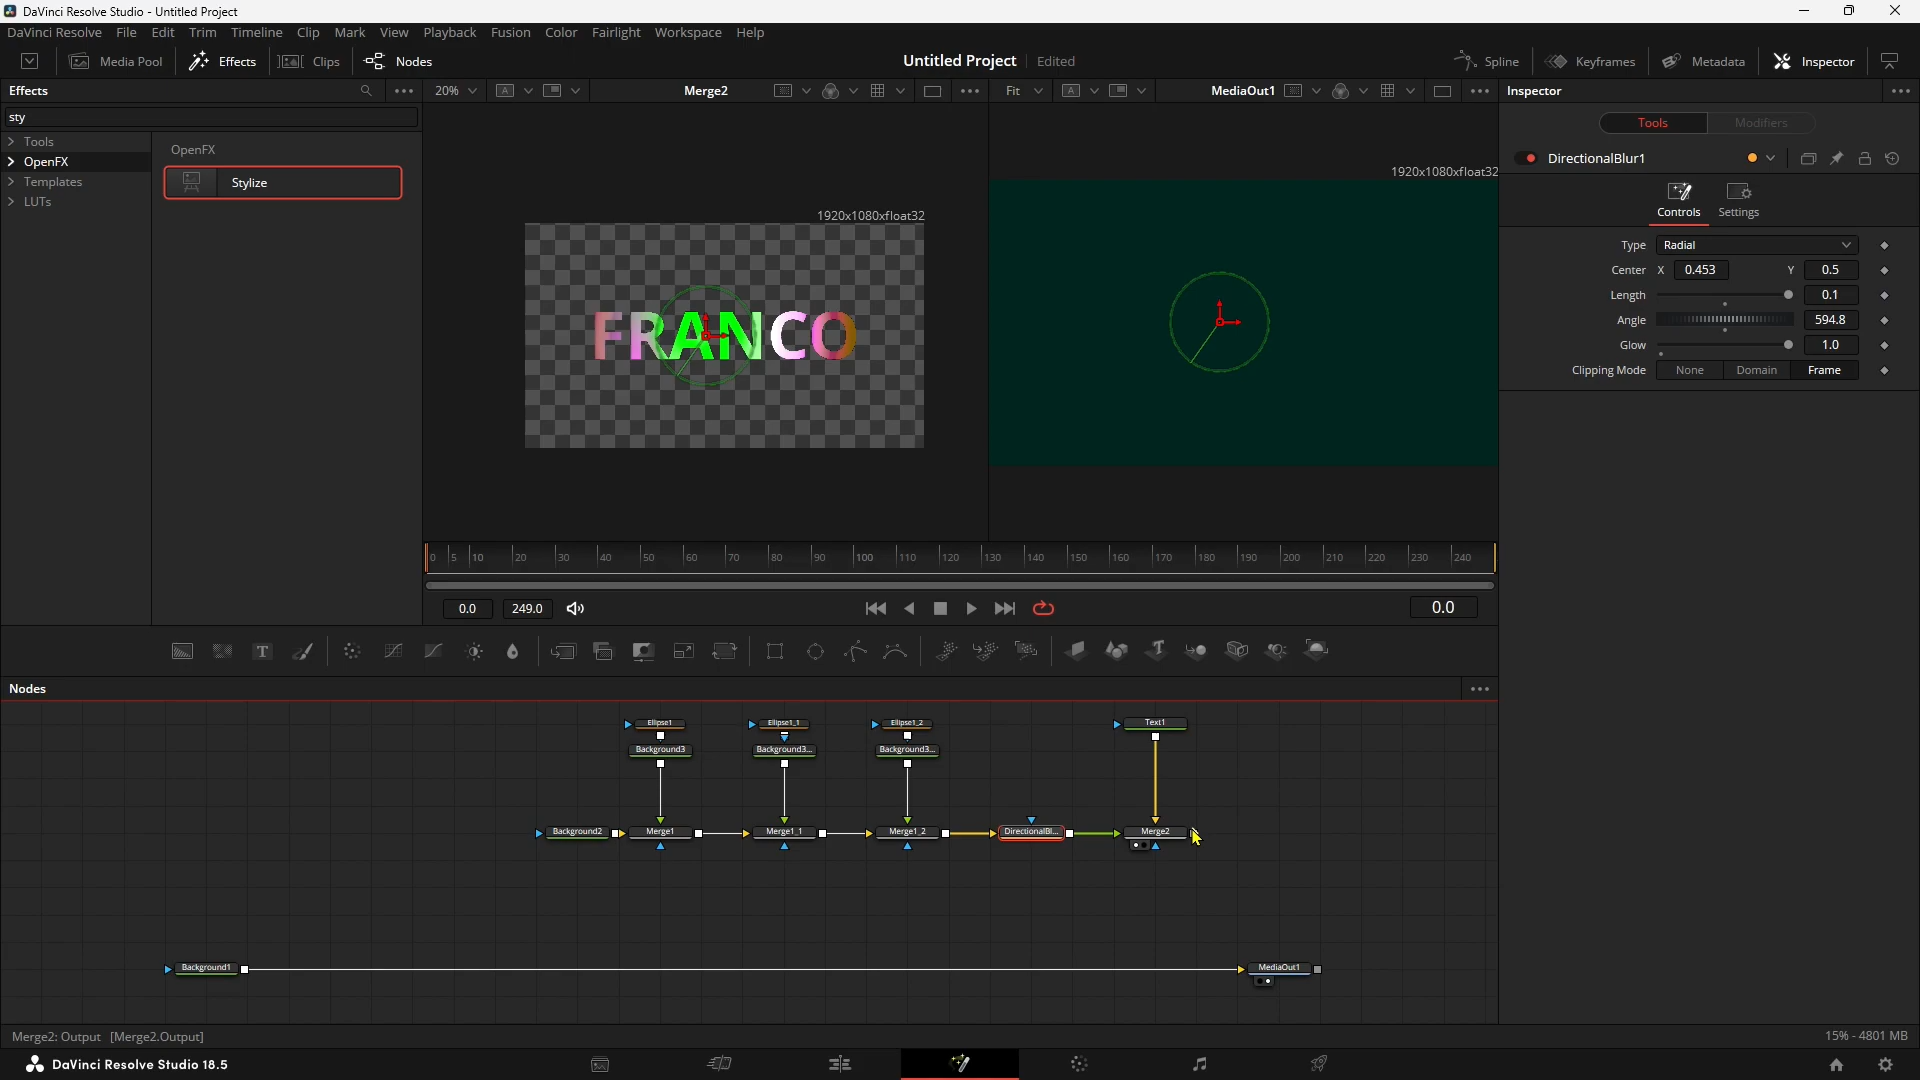 DaVinci Resolve Studio - Untitled Project
DaVinci Resolve File Edit Trim Timeline Clip Mark View Playback Fusion Color Fairlight Workspace Help
Media Pool Effects Clips Nodes Untitled Project Edited Spline Keyframes Metadata Inspector
Effects 20% A Merge2 Fit A MediaOut1 Inspector
sty
Tools
OpenFX
Templates
LUTs
OpenFX
Stylize
1920x1080xfloat32
FRANCO
1920x1080xfloat32
Tools Modifiers
DirectionalBlur1
Controls Settings
Type Radial
Center X 0.453 Y 0.5
Length 0.1
Angle 594.8
Glow 1.0
Clipping Mode None Domain Frame
0 5 10 20 30 40 50 60 70 80 90 100 110 120 130 140 150 160 170 180 190 200 210 220 230 240
0.0 249.0 0.0
T T
Nodes
Ellipse1 Ellipse1_1 Ellipse1_2 Text1
Background3 Background3... Background3...
Background2 Merge1 Merge1_1 Merge1_2 DirectionalBl... Merge2
Background1 MediaOut1
Merge2: Output [Merge2.Output] 15% - 4801 MB
DaVinci Resolve Studio 18.5